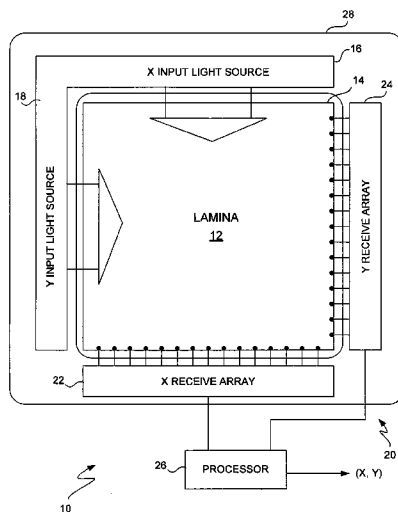 28
16
X INPUT LIGHT SOURCE
14
24
18
Y INPUT LIGHT SOURCE
LAMINA
12
Y RECEIVE ARRAY
22
X RECEIVE ARRAY
20
26
PROCESSOR
(X, Y)
10